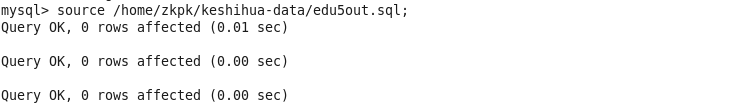 mysql> source /home/zkpk/keshihua-data/edu5out.sql;
Query OK, 0 rows affected (0.01 sec)
Query OK, 0 rows affected (0.00 sec)
Query OK, 0 rows affected (0.00 sec)